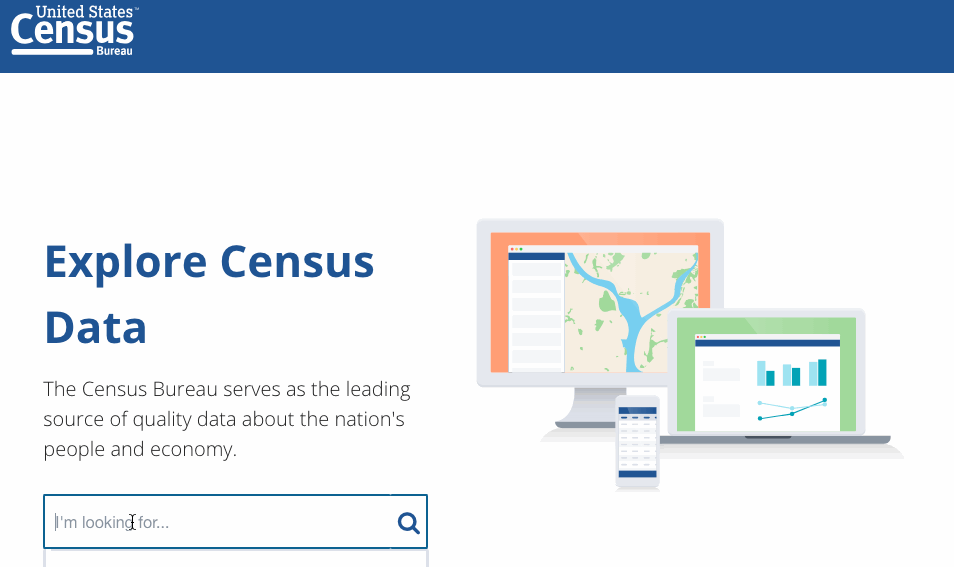 United States™
Census
Bureau
Explore Census
Data
The Census Bureau serves as the leading
source of quality data about the nation's
people and economy.
I'm looking for...